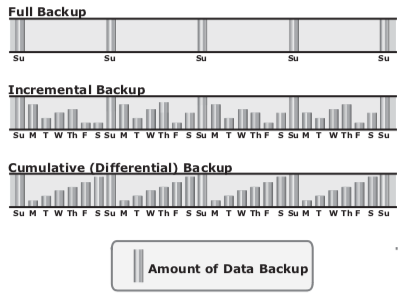 Full Backup
Su Su Su Su Su
Incremental Backup
Su M T W Th F S Su M T W Th F S Su M T W Th F S Su M T W Th F S Su
Cumulative (Differential) Backup
Su M T W Th F S Su M T W Th F S Su M T W Th F S Su M T W Th F S Su
Amount of Data Backup